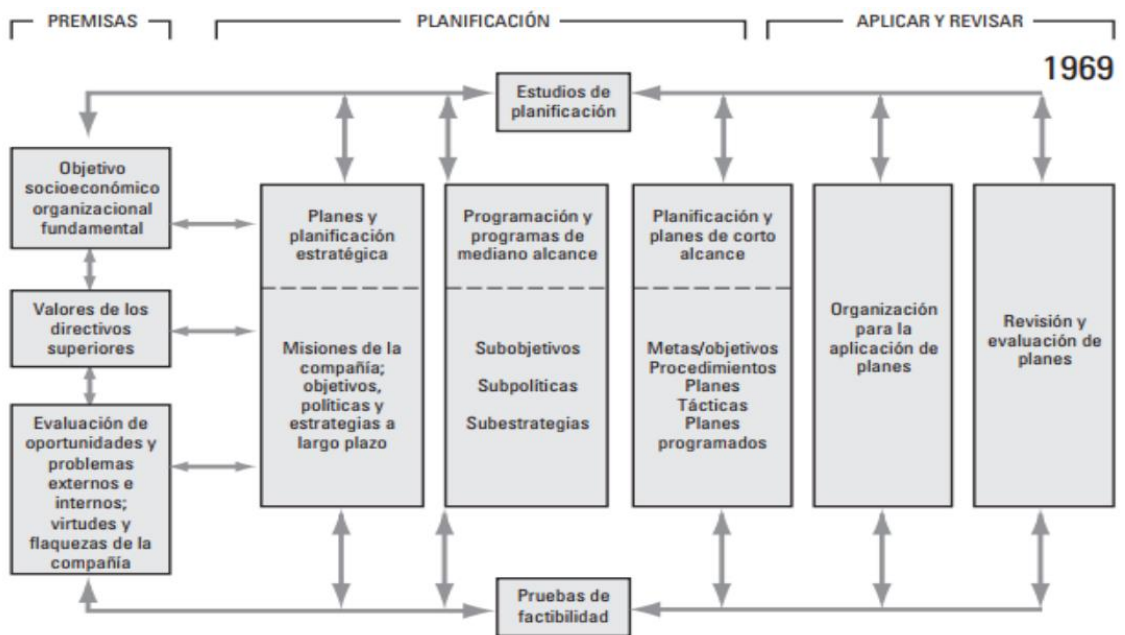 PREMISAS
PLANIFICACIÓN
APLICAR Y REVISAR
1969
Estudios de
planificación
Objetivo
socioeconómico
organizacional
fundamental
Valores de los
directivos
superiores
Evaluación de
oportunidades y
problemas
externos e
internos;
virtudes y
flaquezas de la
compañía
Planes y
planificación
estratégica
Misiones de la
compañía;
objetivos,
políticas y
estrategias a
largo plazo
Programación y
programas de
mediano alcance
Subobjetivos
Subpolíticas
Subestrategias
Planificación y
planes de corto
alcance
Metas/objetivos
Procedimientos
Planes
Tácticas
Planes
programados
Organización
para la
aplicación de
planes
Revisión y
evaluación de
planes
Pruebas de
factibilidad